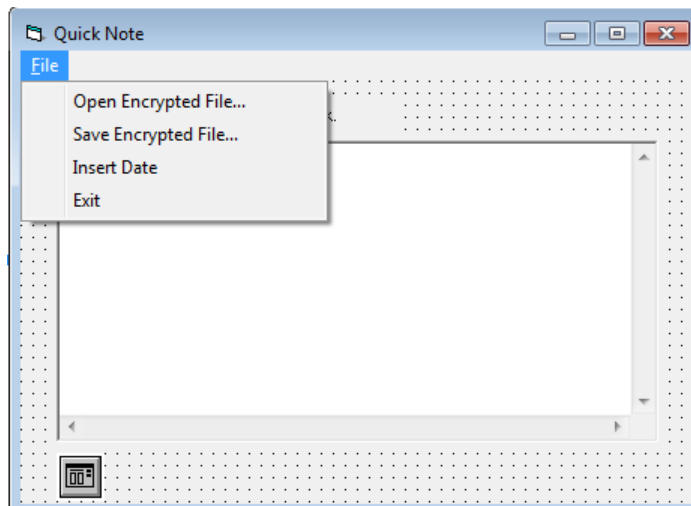 Quick Note
File
Open Encrypted File...
Save Encrypted File...
Insert Date
Exit